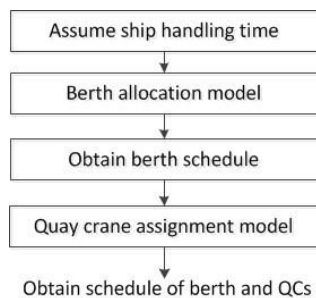 Assume ship handling time
Berth allocation model
Obtain berth schedule
Quay crane assignment model
Obtain schedule of berth and QCs